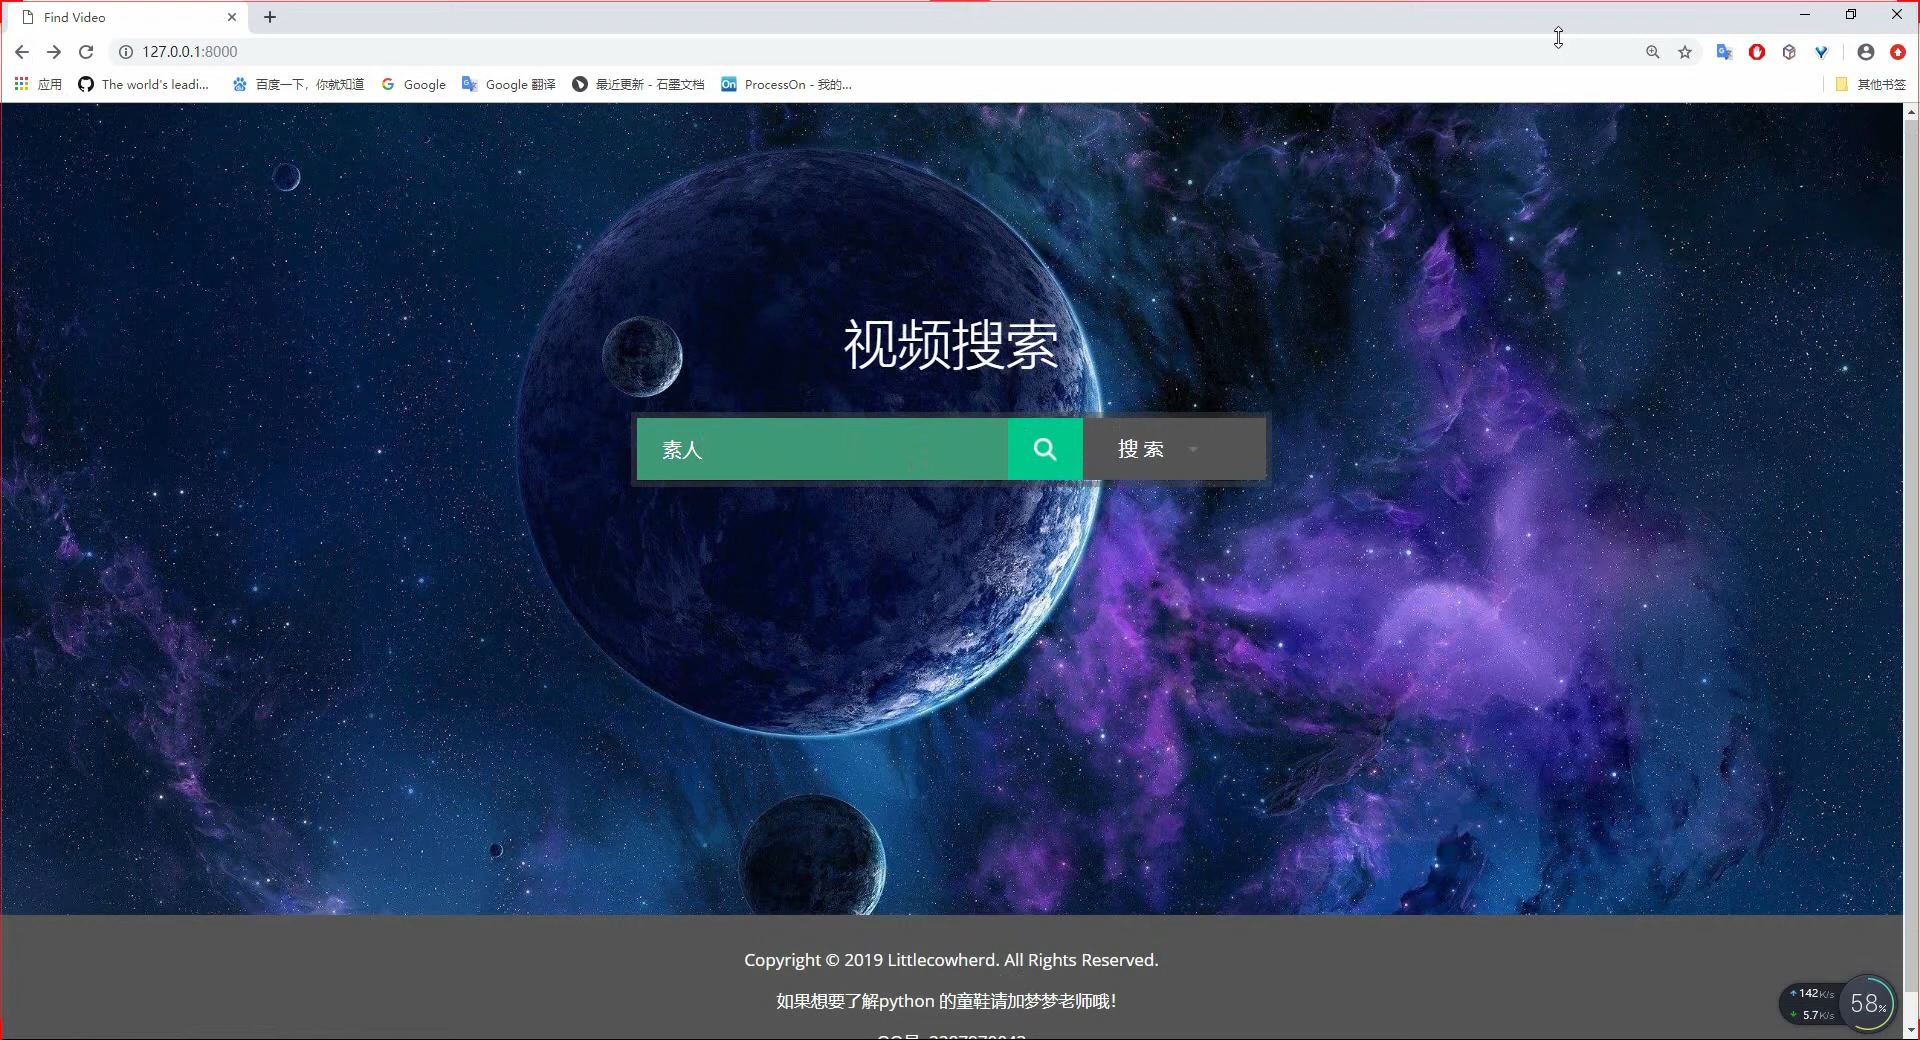 Find Video
127.0.0.1:8000
应用
The world's leadi...
百度一下，你就知道
Google
Google 翻译
最近更新 - 石墨文档
ProcessOn - 我的...
其他书签
视频搜索
素人
搜 索
Copyright © 2019 Littlecowherd. All Rights Reserved.
如果想要了解python 的童鞋请加梦梦老师哦！
142K/s
5.7K/s
58%